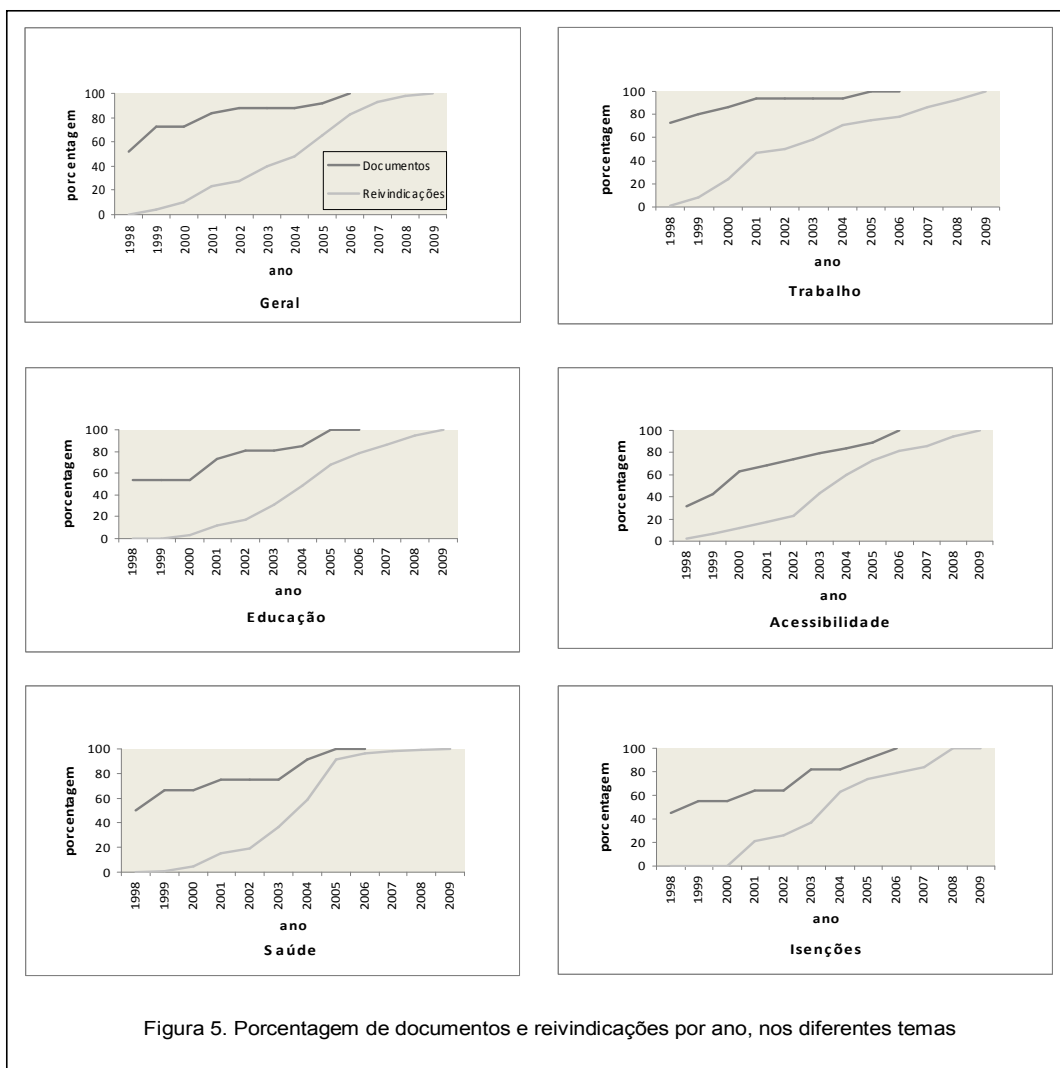 porcentagem
100
80
60
40
20
0
Documentos
Reivindicações
1998 1999 2000 2001 2002 2003 2004 2005 2006 2007 2008 2009
ano
Geral
porcentagem
100
80
60
40
20
0
1998 1999 2000 2001 2002 2003 2004 2005 2006 2007 2008 2009
ano
Trabalho
porcentagem
100
80
60
40
20
0
1998 1999 2000 2001 2002 2003 2004 2005 2006 2007 2008 2009
ano
Educação
porcentagem
100
80
60
40
20
0
1998 1999 2000 2001 2002 2003 2004 2005 2006 2007 2008 2009
ano
Acessibilidade
porcentagem
100
80
60
40
20
0
1998 1999 2000 2001 2002 2003 2004 2005 2006 2007 2008 2009
ano
Saúde
porcentagem
100
80
60
40
20
0
1998 1999 2000 2001 2002 2003 2004 2005 2006 2007 2008 2009
ano
Isenções
Figura 5. Porcentagem de documentos e reivindicações por ano, nos diferentes temas